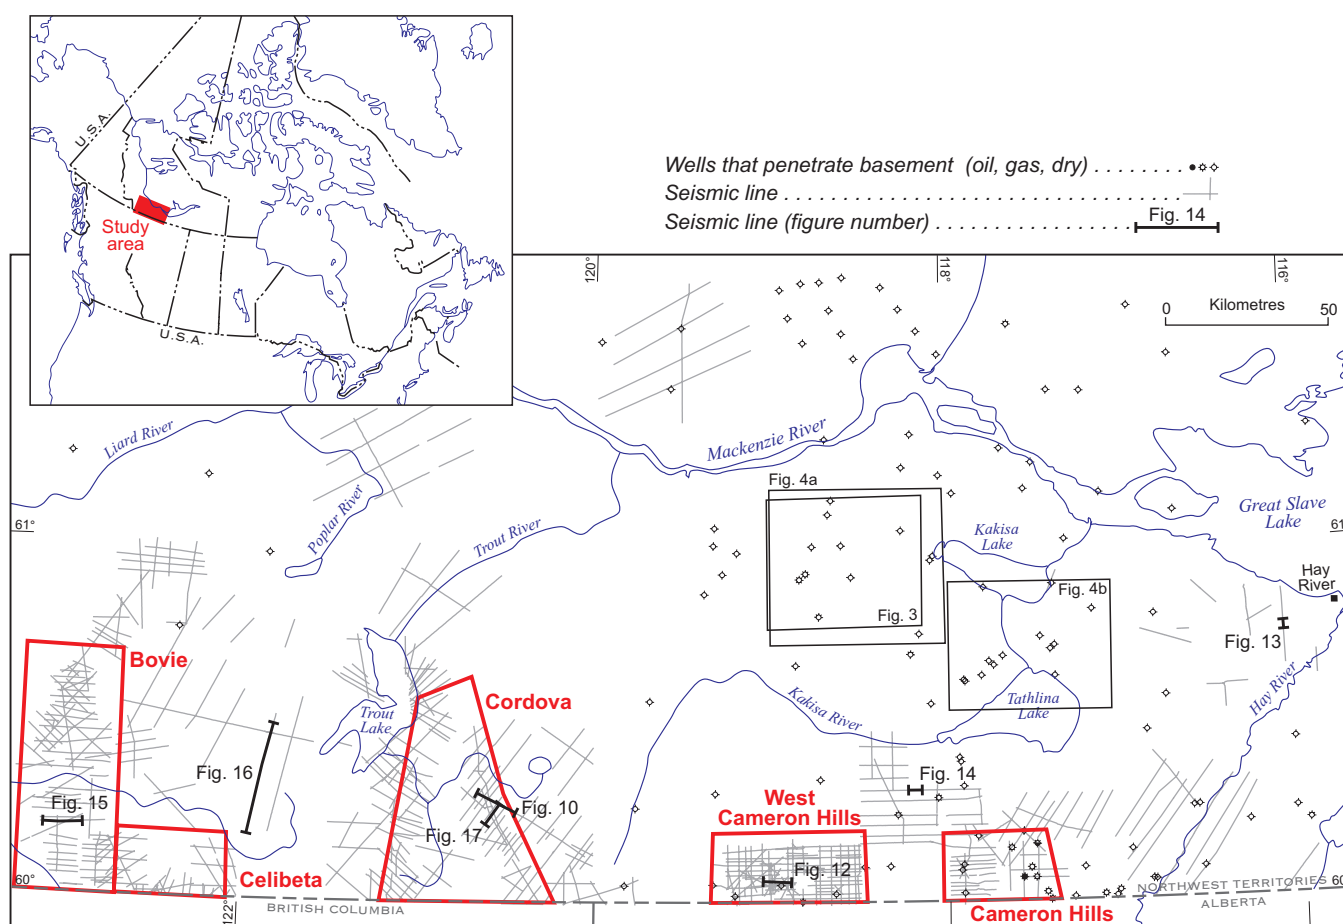 U.S.A.
Study
area
U.S.A.
Wells that penetrate basement (oil, gas, dry) . . . . . . . .
Seismic line . . . . . . . . . . . . . . . . . . . . . . . . . . . . . . . . .
Seismic line (figure number) . . . . . . . . . . . . . . . . . .
Fig. 14
120°
118°
116°
0 Kilometres 50
Liard River
Mackenzie River
Poplar River
Trout River
Fig. 4a
Great Slave
Lake
61°
61
Kakisa
Lake
Hay
River
Fig. 4b
Fig. 3
Fig. 13
Bovie
Cordova
Trout
Lake
Kakisa River
Tathlina
Lake
Hay River
Fig. 16
Fig. 14
Fig. 15
Fig. 10
Fig. 17
West
Cameron Hills
Fig. 12
60°
Celibeta
122°
BRITISH COLUMBIA
NORTHWEST TERRITORIES
60
ALBERTA
Cameron Hills